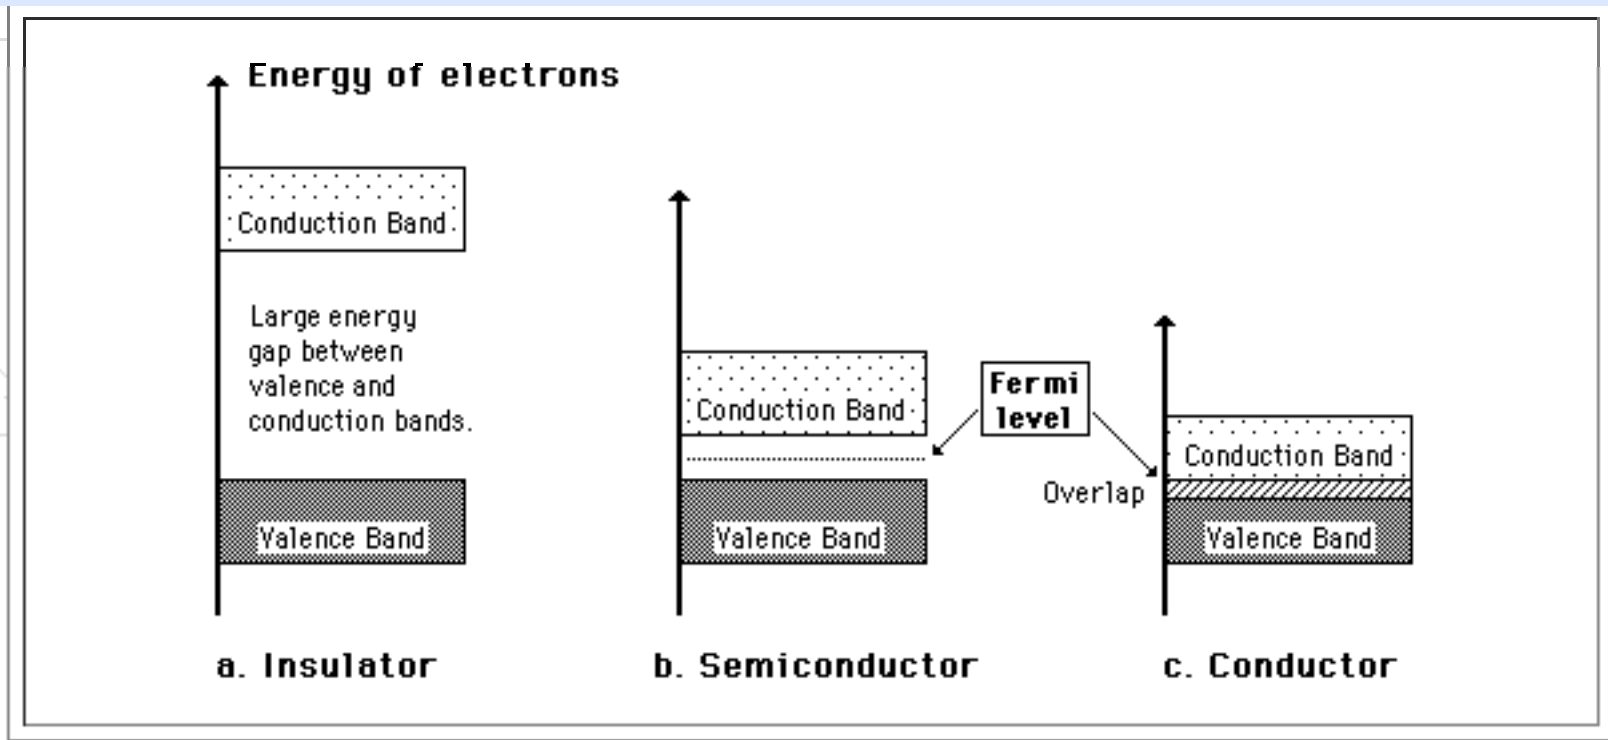 Energy of electrons
Conduction Band
Large energy
gap between
valence and
conduction bands.
Valence Band
a. Insulator
Conduction Band
Valence Band
b. Semiconductor
Fermi
level
Overlap
Conduction Band
Valence Band
c. Conductor